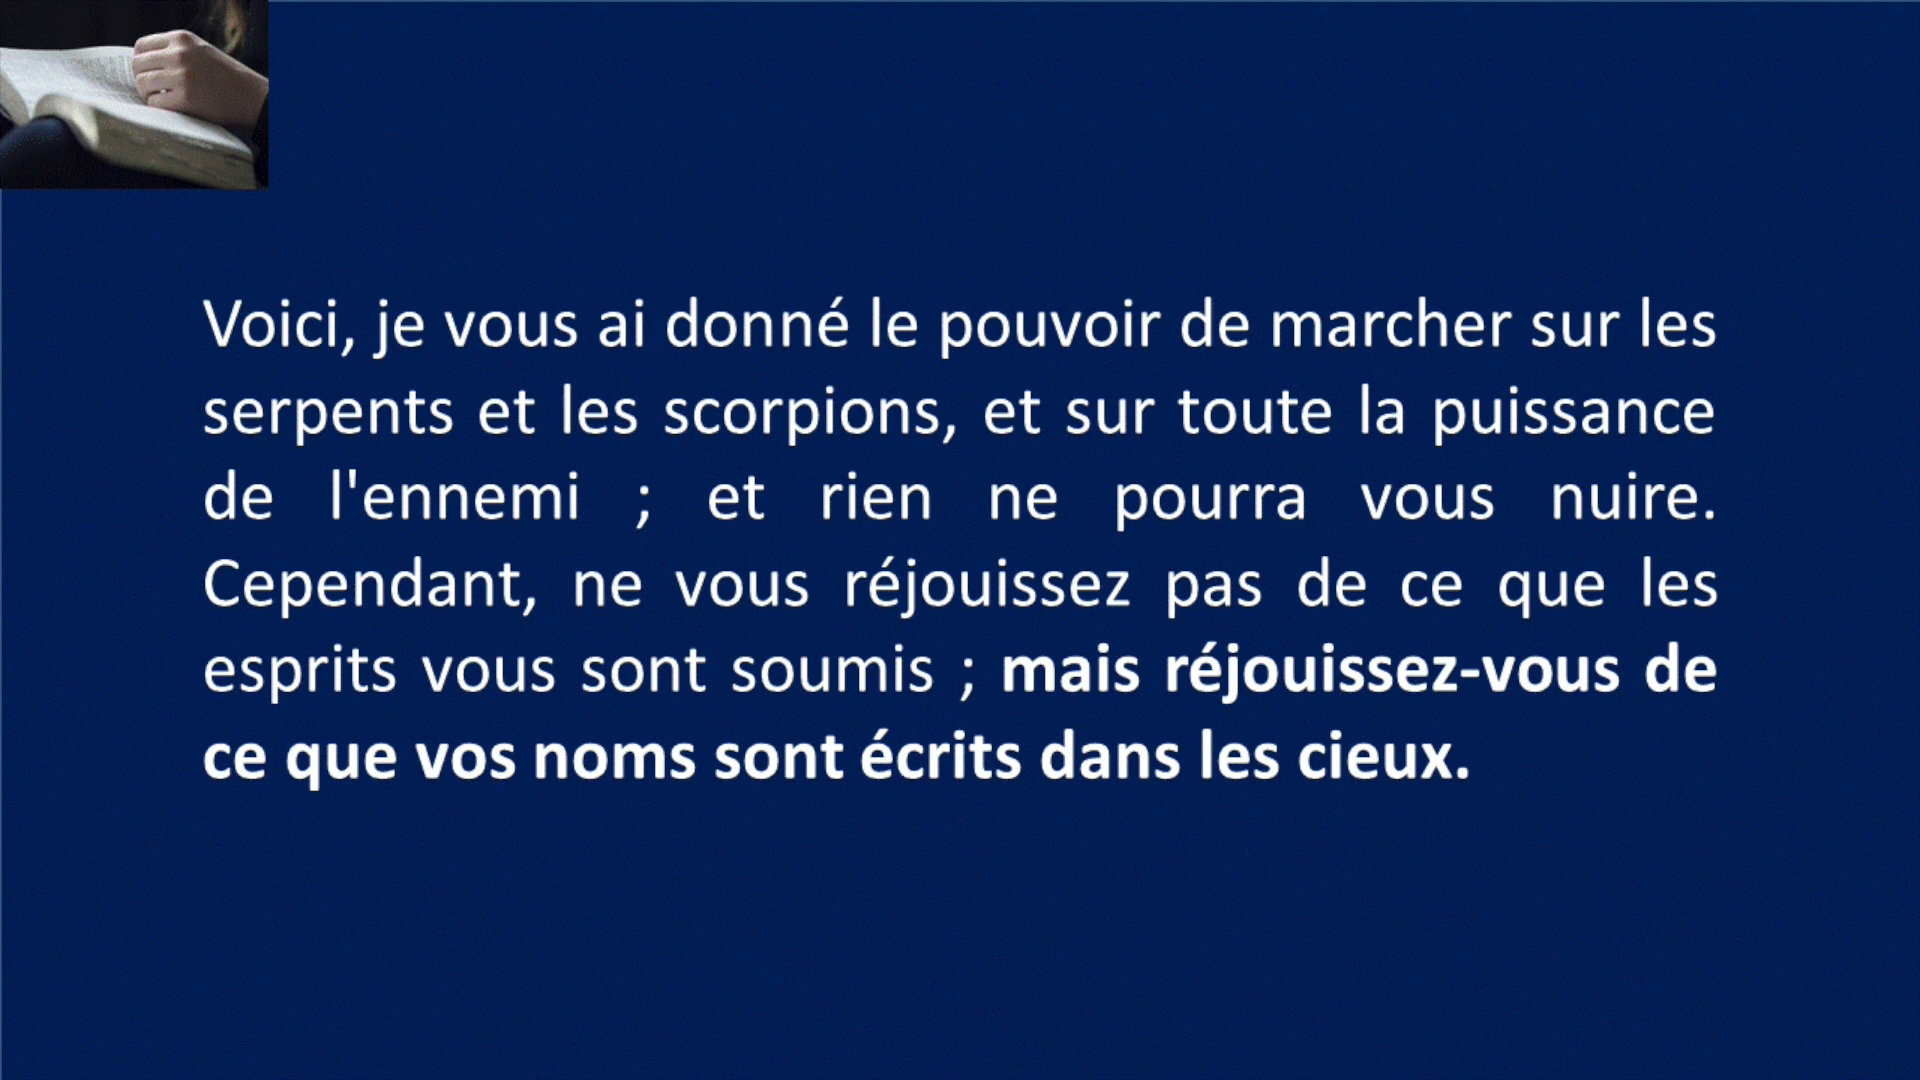 Voici, je vous ai donné le pouvoir de marcher sur les
serpents et les scorpions, et sur toute la puissance
de l'ennemi ; et rien ne pourra vous nuire.
Cependant, ne vous réjouissez pas de ce que les
esprits vous sont soumis ; mais réjouissez-vous de
ce que vos noms sont écrits dans les cieux.